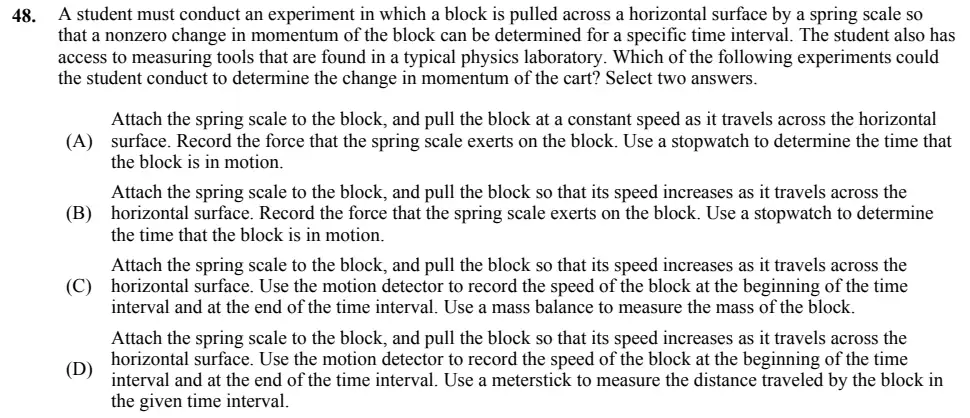 48. A student must conduct an experiment in which a block is pulled across a horizontal surface by a spring scale so
that a nonzero change in momentum of the block can be determined for a specific time interval. The student also has
access to measuring tools that are found in a typical physics laboratory. Which of the following experiments could
the student conduct to determine the change in momentum of the cart? Select two answers.
Attach the spring scale to the block, and pull the block at a constant speed as it travels across the horizontal
(A) surface. Record the force that the spring scale exerts on the block. Use a stopwatch to determine the time that
the block is in motion.
Attach the spring scale to the block, and pull the block so that its speed increases as it travels across the
(B) horizontal surface. Record the force that the spring scale exerts on the block. Use a stopwatch to determine
the time that the block is in motion.
Attach the spring scale to the block, and pull the block so that its speed increases as it travels across the
(C) horizontal surface. Use the motion detector to record the speed of the block at the beginning of the time
interval and at the end of the time interval. Use a mass balance to measure the mass of the block.
Attach the spring scale to the block, and pull the block so that its speed increases as it travels across the
horizontal surface. Use the motion detector to record the speed of the block at the beginning of the time
(D) interval and at the end of the time interval. Use a meterstick to measure the distance traveled by the block in
the given time interval.